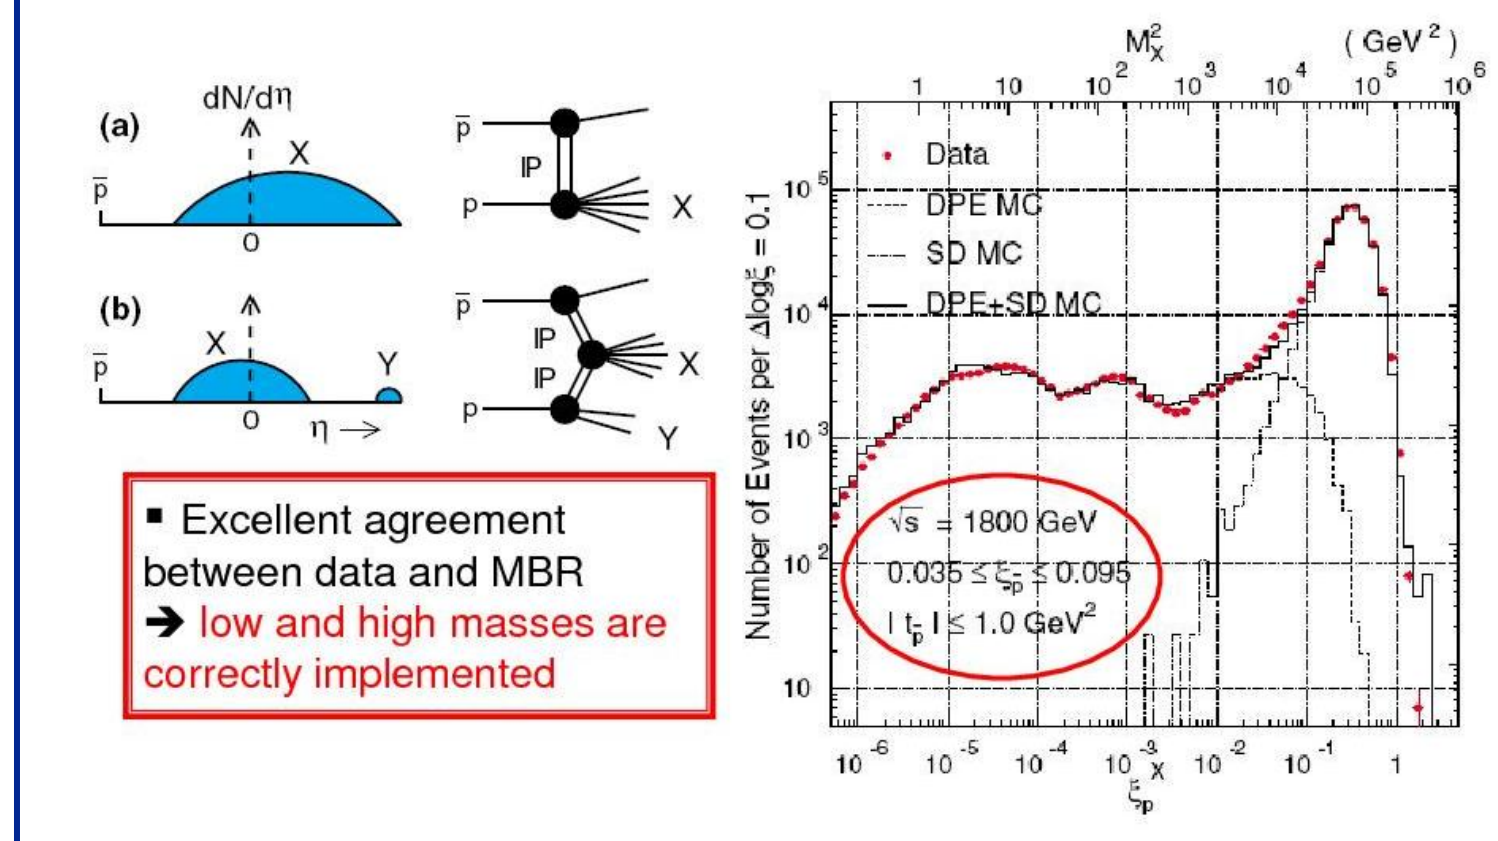 (a)
dN/dη
X
p̅
0
p̅
IP
p
X
(b)
X
Y
p̅
0
η
p̅
IP
IP
p
X
Y
▪ Excellent agreement
between data and MBR
➔ low and high masses are
correctly implemented
M_X^2 ( GeV^2 )
1 10 10^2 10^3 10^4 10^5 10^6
Data
DPE MC
SD MC
DPE+SD MC
Number of Events per Δlogξ = 0.1
10^5
10^4
10^3
10^2
10
√s = 1800 GeV
0.035 ≤ ξ_p̅ ≤ 0.095
| t_p̅ | ≤ 1.0 GeV^2
10^-6 10^-5 10^-4 10^-3 10^-2 10^-1 1
ξ_p^X